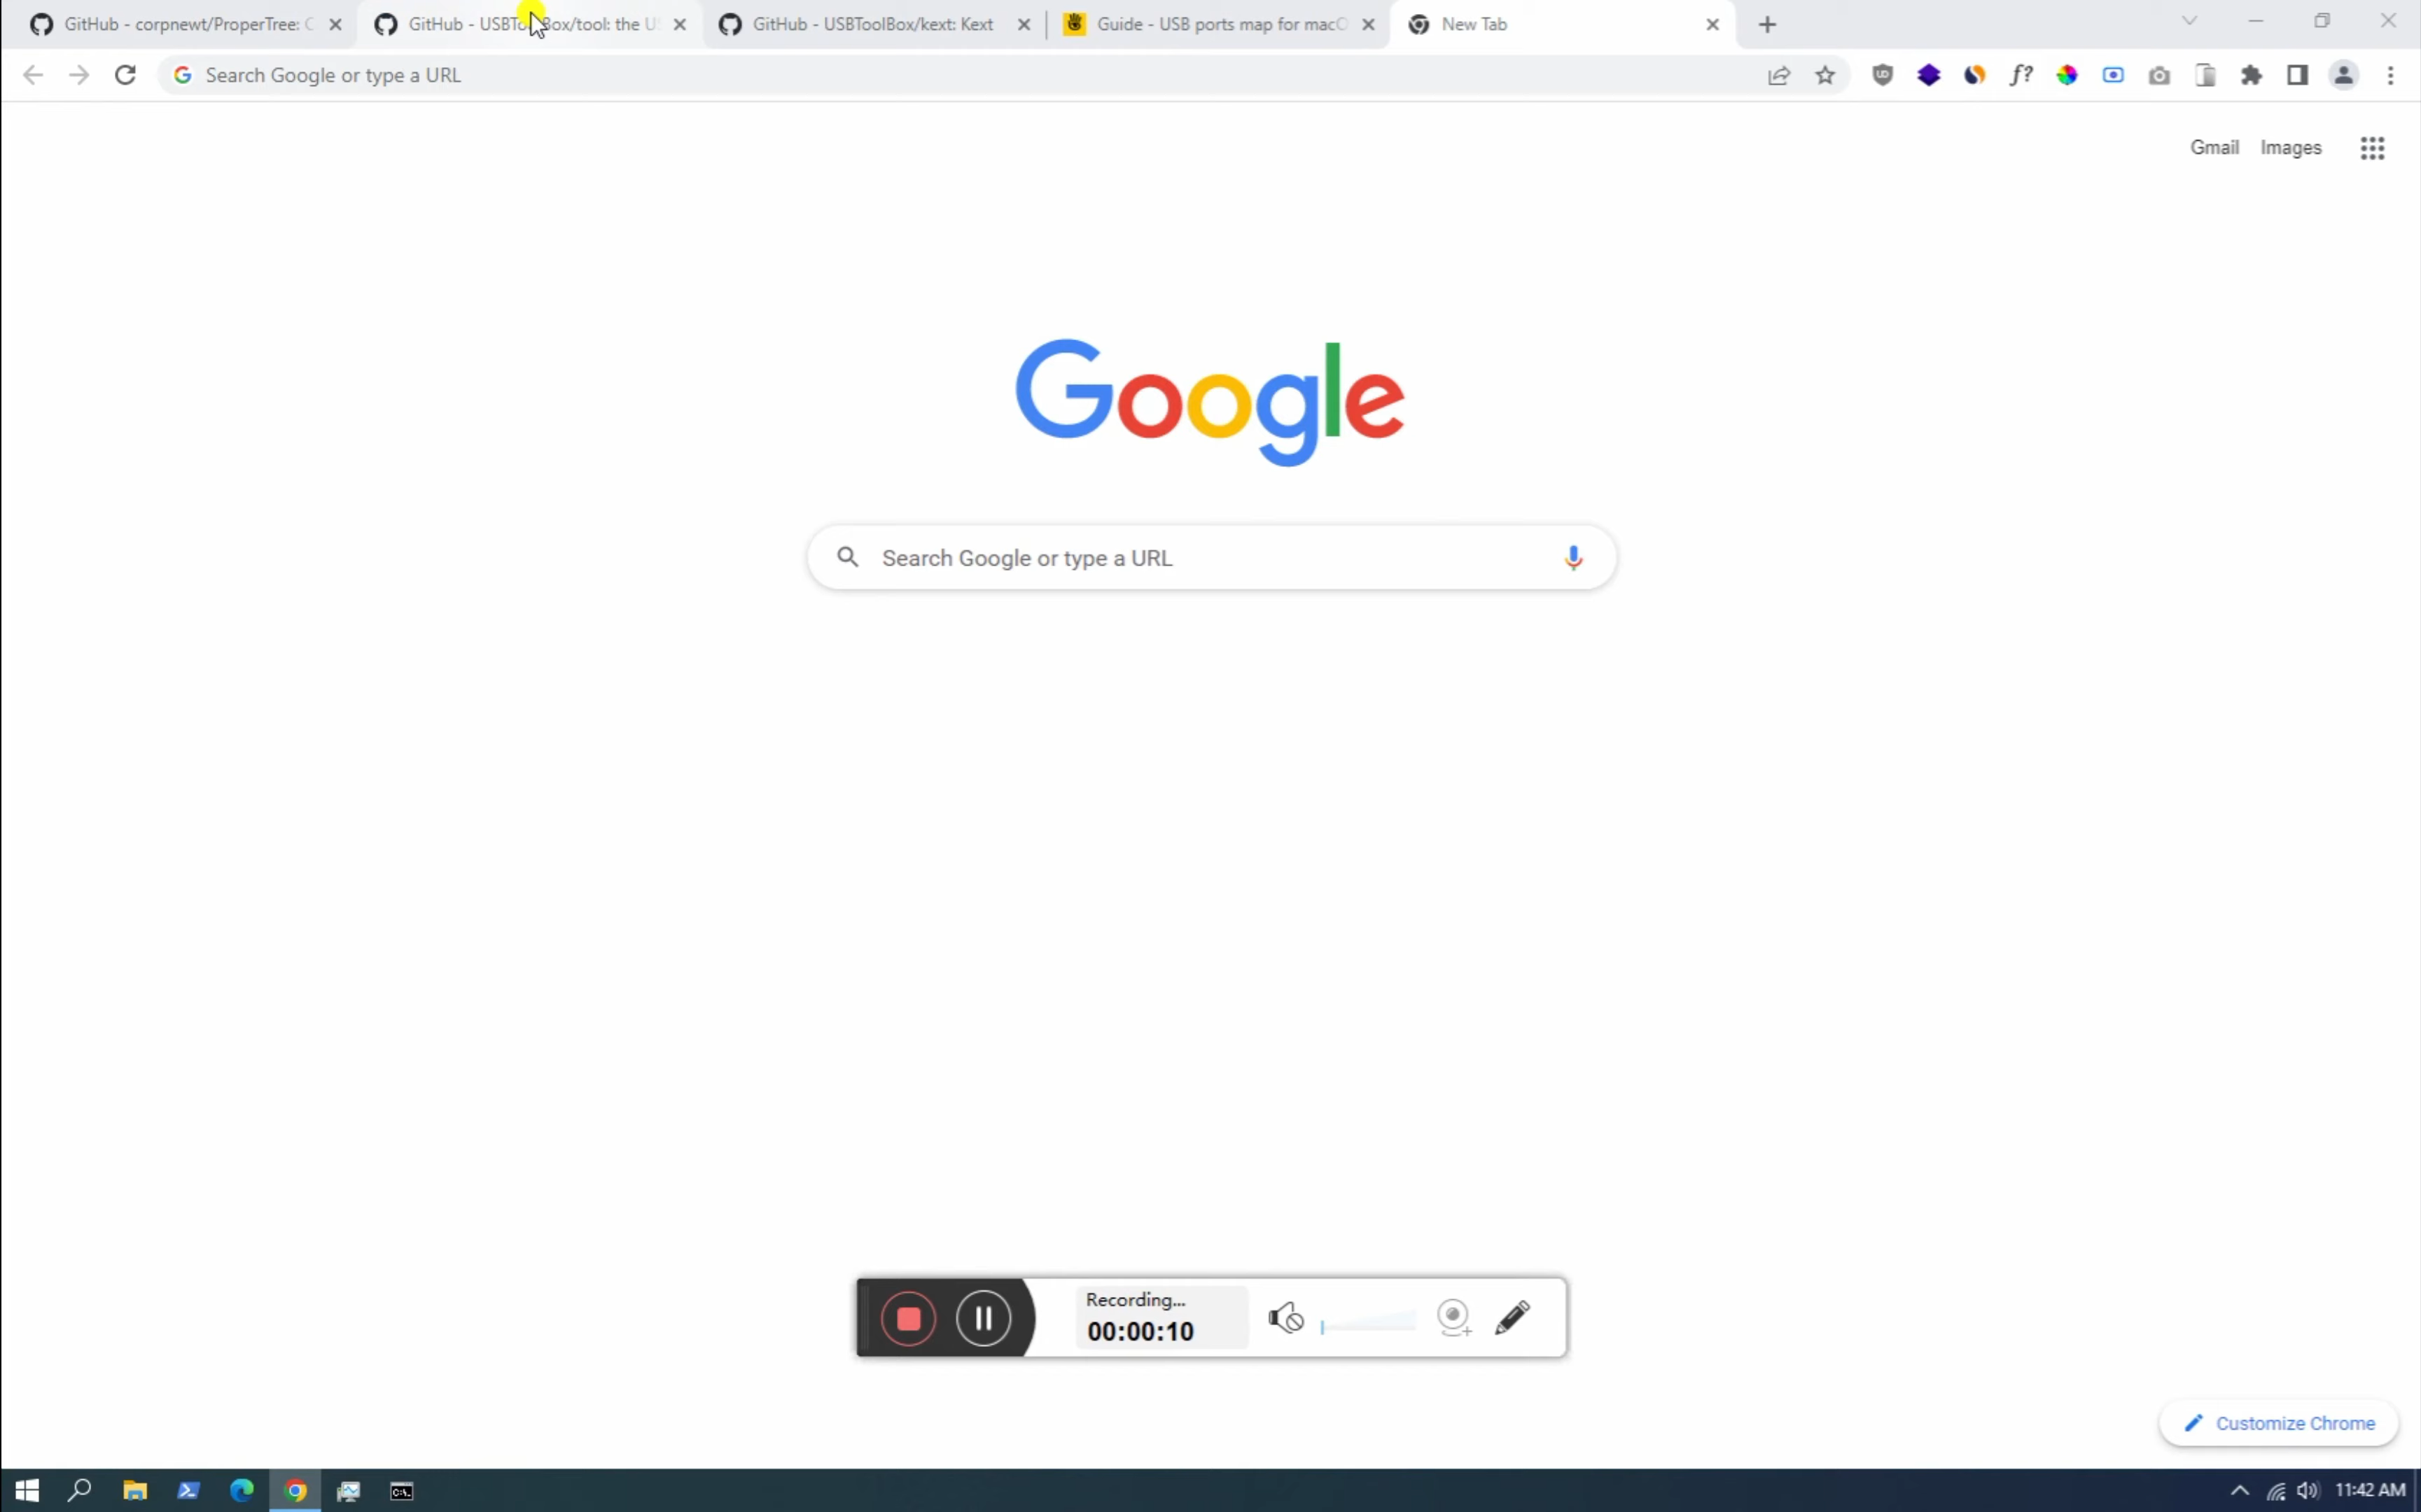 GitHub - corpnewt/ProperTree: C
GitHub - USBTo Box/tool: the U
GitHub - USBToolBox/kext: Kext
Guide - USB ports map for macO
New Tab
Search Google or type a URL
f?
Gmail Images
Google
Search Google or type a URL
Recording...
00:00:10
Customize Chrome
11:42 AM